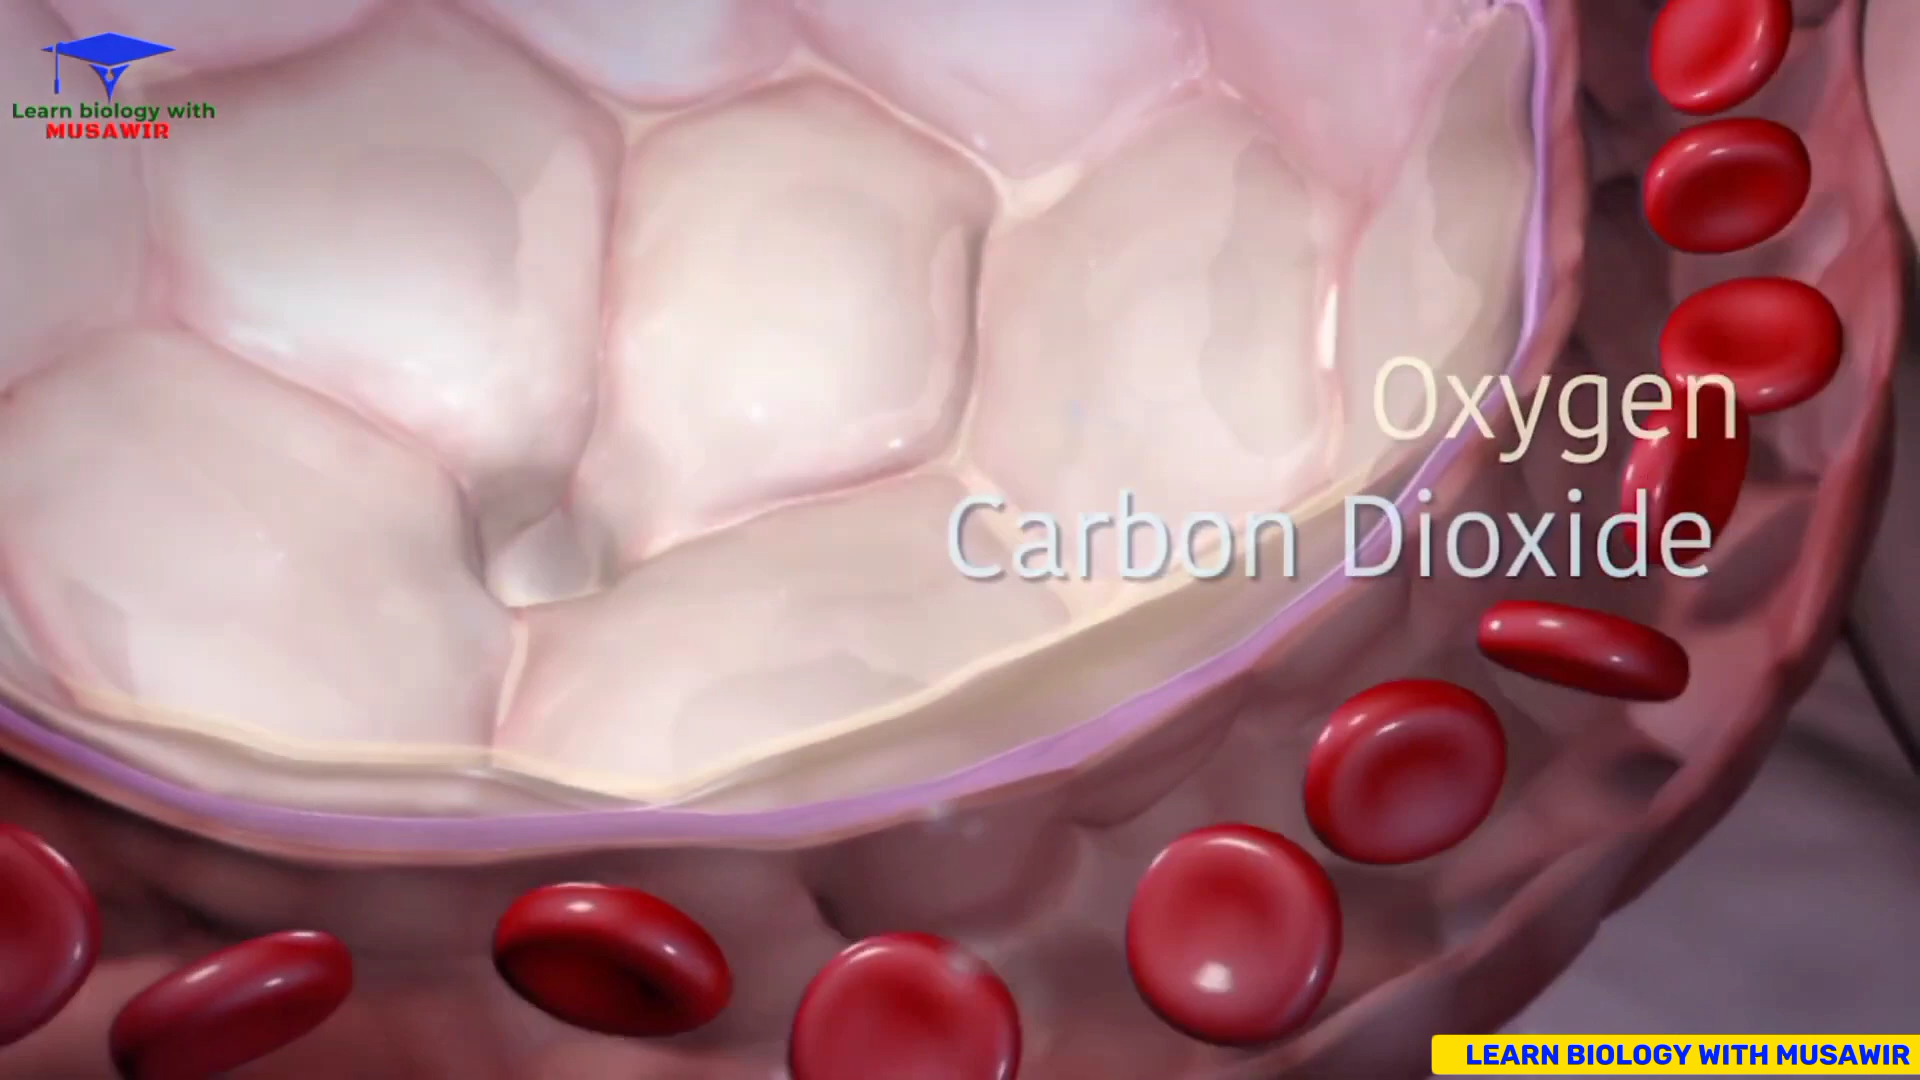 Learn biology with
MUSAWIR
Oxygen
Carbon Dioxide
LEARN BIOLOGY WITH MUSAWIR